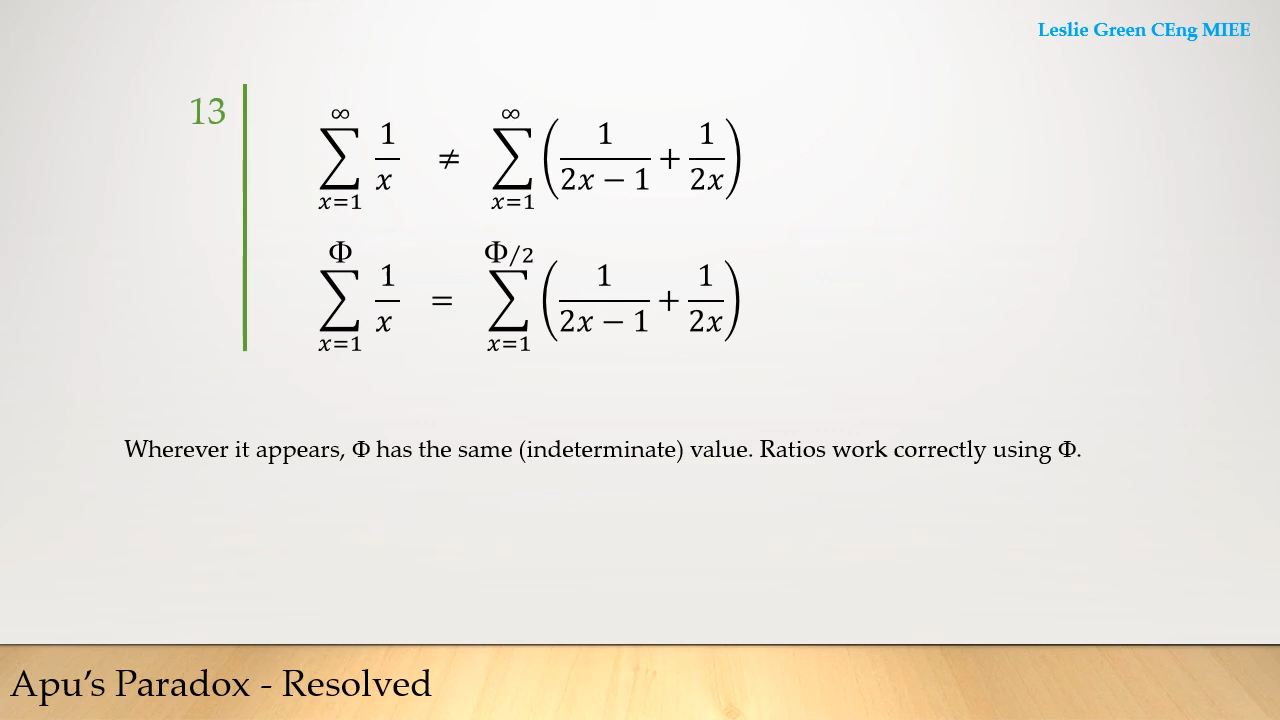 Leslie Green CEng MIEE
13
∞ ∑ x=1 1/x ≠ ∞ ∑ x=1 (1/(2x − 1) + 1/(2x))
Φ ∑ x=1 1/x = Φ/2 ∑ x=1 (1/(2x − 1) + 1/(2x))
Wherever it appears, Φ has the same (indeterminate) value. Ratios work correctly using Φ.
Apu’s Paradox - Resolved